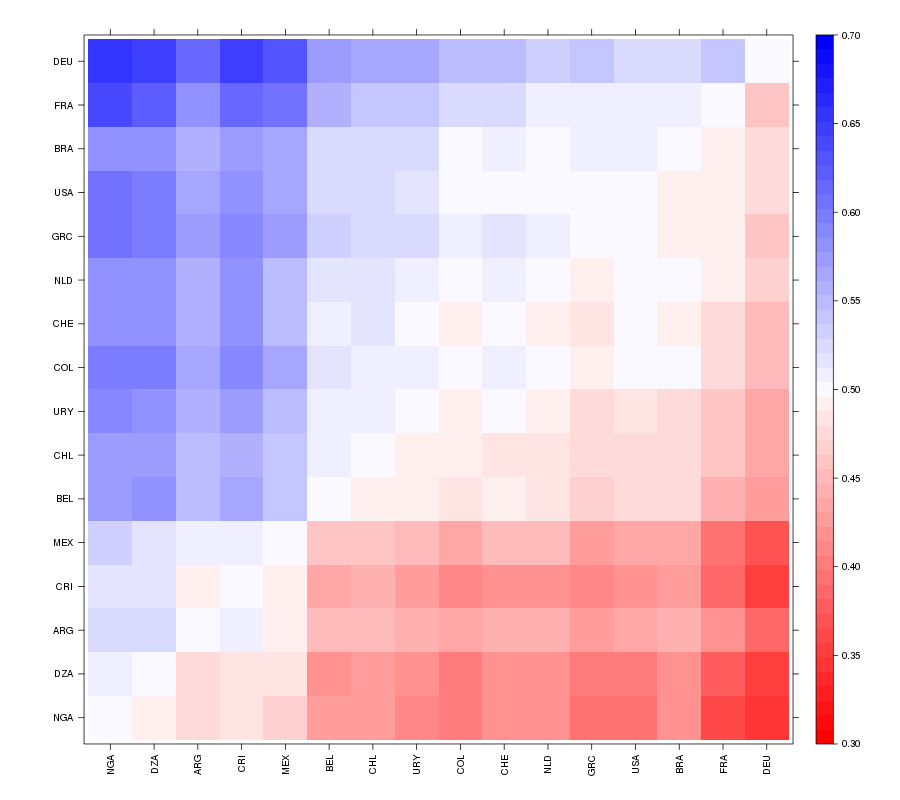 DEU
FRA
BRA
USA
GRC
NLD
CHE
COL
URY
CHL
BEL
MEX
CRI
ARG
DZA
NGA
NGA DZA ARG CRI MEX BEL CHL URY COL CHE NLD GRC USA BRA FRA DEU
0.70
0.65
0.60
0.55
0.50
0.45
0.40
0.35
0.30